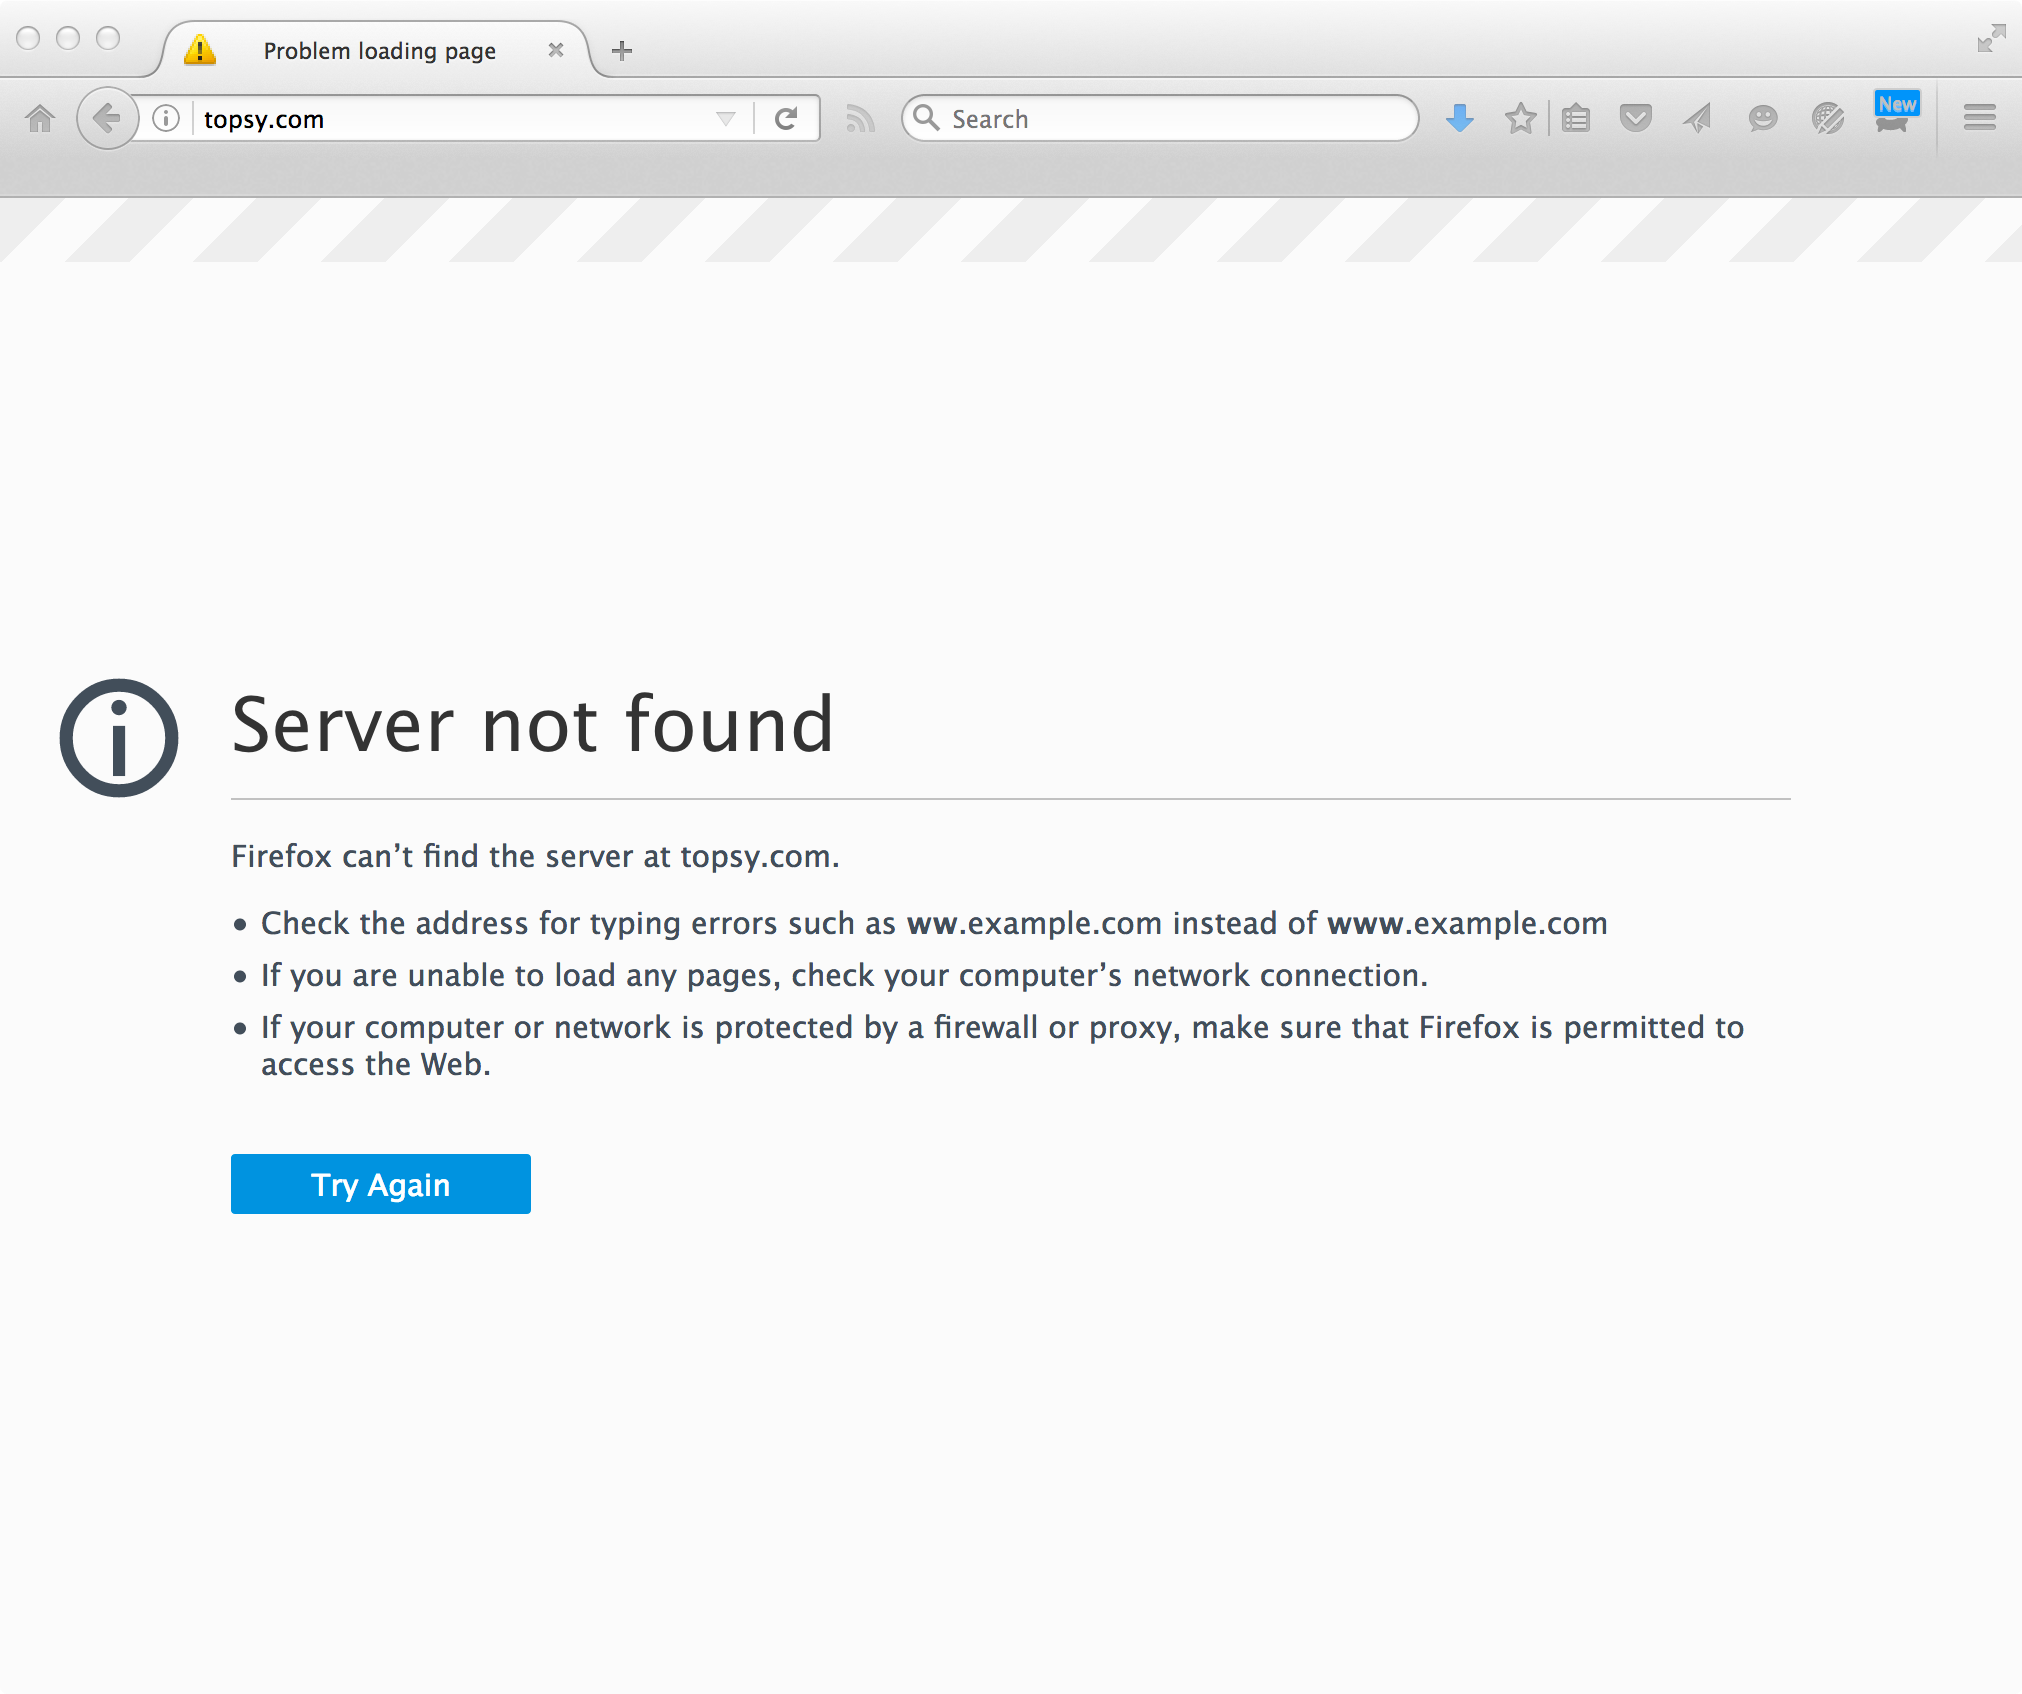 Problem loading page
topsy.com
Search
New
Server not found
Firefox can’t find the server at topsy.com.
• Check the address for typing errors such as ww.example.com instead of www.example.com
• If you are unable to load any pages, check your computer’s network connection.
• If your computer or network is protected by a firewall or proxy, make sure that Firefox is permitted to
access the Web.
Try Again